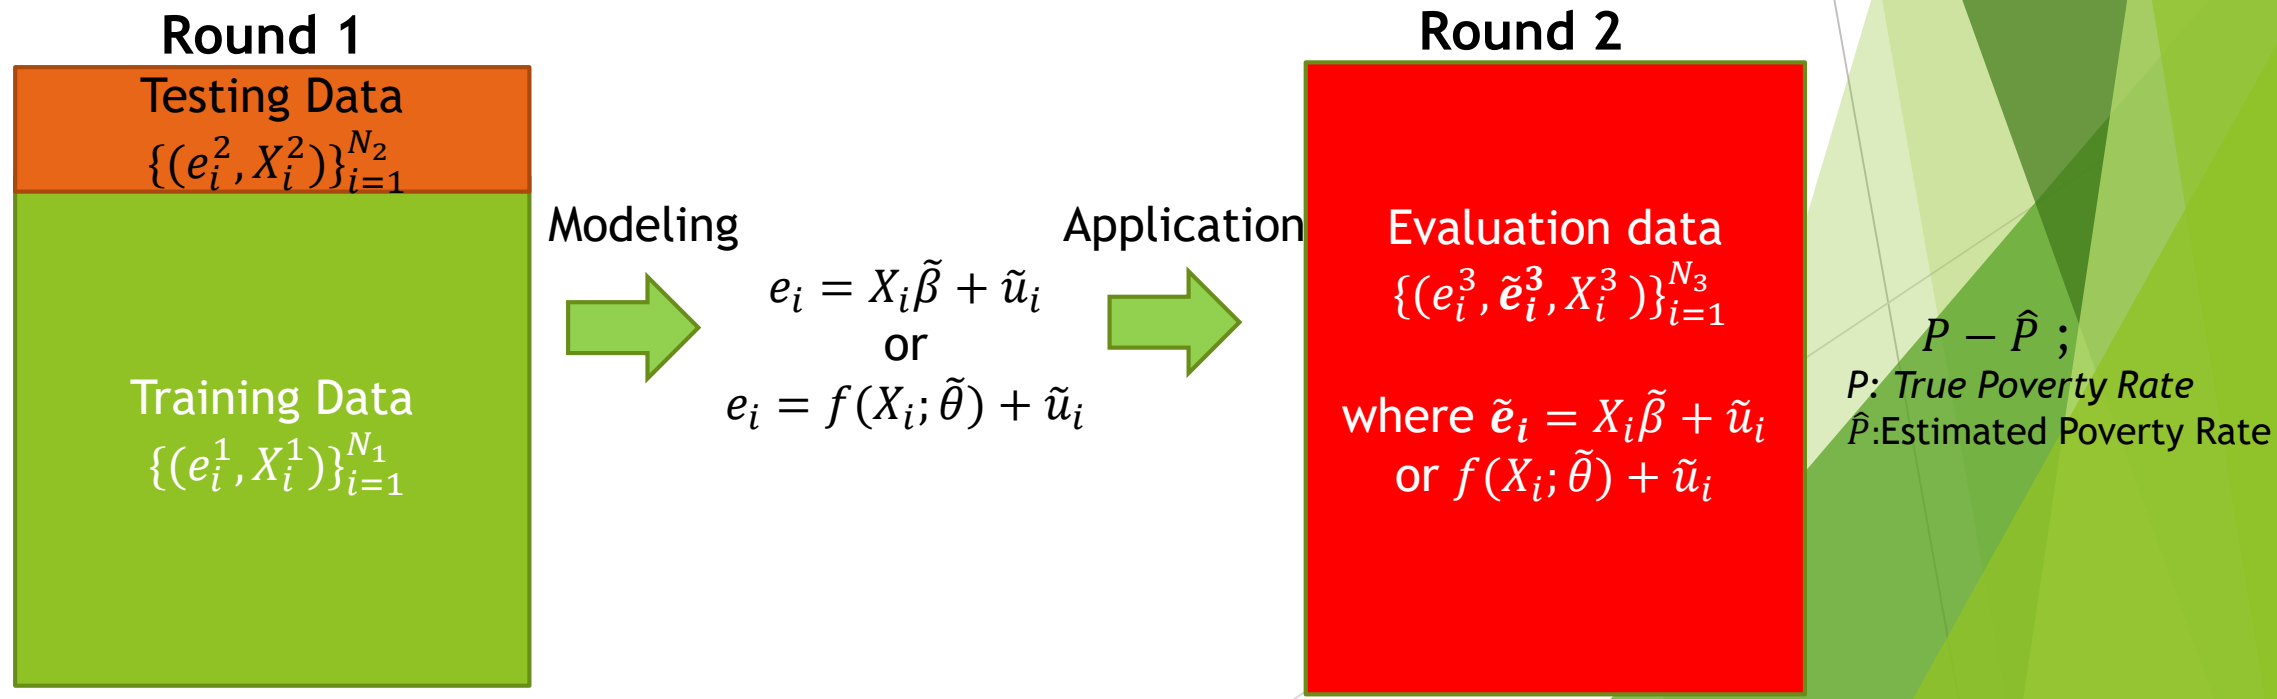 Round 1
Testing Data
{(e_i^2, X_i^2)}_{i=1}^{N_2}
Training Data
{(e_i^1, X_i^1)}_{i=1}^{N_1}
Modeling
e_i = X_i β̃ + ũ_i
or
e_i = f(X_i; θ̃) + ũ_i
Application
Round 2
Evaluation data
{(e_i^3, ẽ_i^3, X_i^3 )}_{i=1}^{N_3}
where ẽ_i = X_i β̃ + ũ_i
or f(X_i; θ̃) + ũ_i
P − P̂ ;
P: True Poverty Rate
P̂:Estimated Poverty Rate